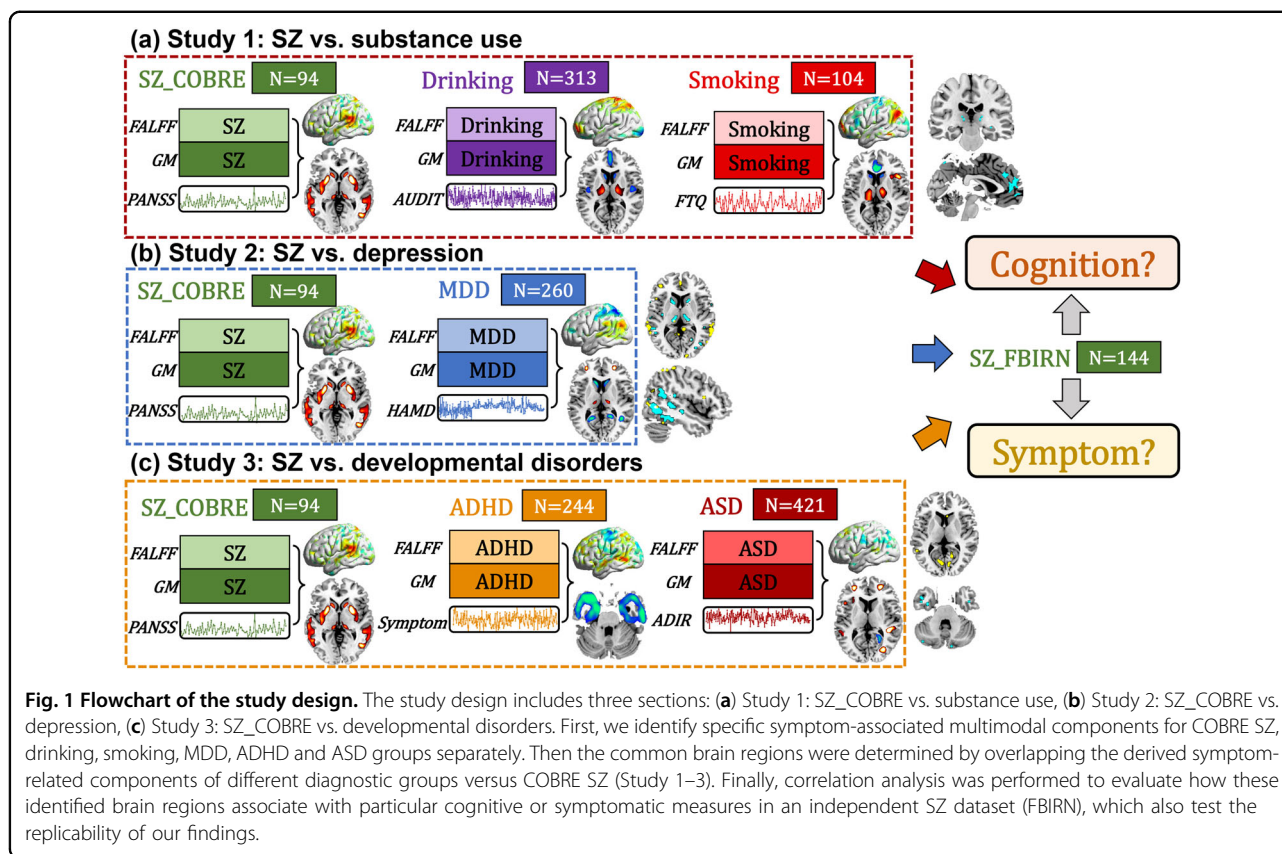 (a) Study 1: SZ vs. substance use
SZ_COBRE N=94
FALFF SZ
GM SZ
PANSS
Drinking N=313
FALFF Drinking
GM Drinking
AUDIT
Smoking N=104
FALFF Smoking
GM Smoking
FTQ
(b) Study 2: SZ vs. depression
SZ_COBRE N=94
FALFF SZ
GM SZ
PANSS
MDD N=260
FALFF MDD
GM MDD
HAMD
(c) Study 3: SZ vs. developmental disorders
SZ_COBRE N=94
FALFF SZ
GM SZ
PANSS
ADHD N=244
FALFF ADHD
GM ADHD
Symptom
ASD N=421
FALFF ASD
GM ASD
ADIR
Cognition?
SZ_FBIRN N=144
Symptom?
Fig. 1 Flowchart of the study design. The study design includes three sections: (a) Study 1: SZ_COBRE vs. substance use, (b) Study 2: SZ_COBRE vs.
depression, (c) Study 3: SZ_COBRE vs. developmental disorders. First, we identify specific symptom-associated multimodal components for COBRE SZ,
drinking, smoking, MDD, ADHD and ASD groups separately. Then the common brain regions were determined by overlapping the derived symptom-
related components of different diagnostic groups versus COBRE SZ (Study 1–3). Finally, correlation analysis was performed to evaluate how these
identified brain regions associate with particular cognitive or symptomatic measures in an independent SZ dataset (FBIRN), which also test the
replicability of our findings.